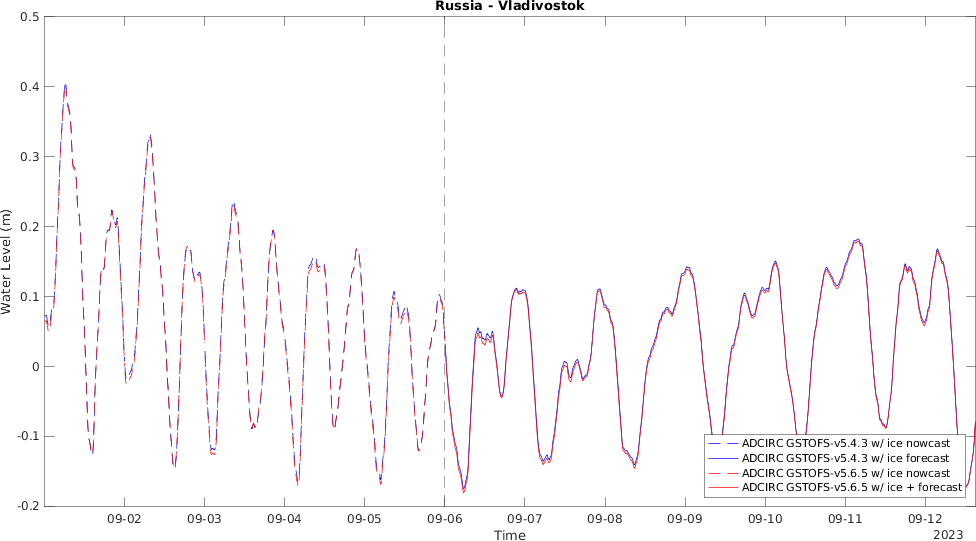 Russia - Vladivostok
Water Level (m)
0.5
0.4
0.3
0.2
0.1
0
-0.1
-0.2
ADCIRC GSTOFS-v5.4.3 w/ ice nowcast
ADCIRC GSTOFS-v5.4.3 w/ ice forecast
ADCIRC GSTOFS-v5.6.5 w/ ice nowcast
ADCIRC GSTOFS-v5.6.5 w/ ice + forecast
09-02 09-03 09-04 09-05 09-06 09-07 09-08 09-09 09-10 09-11 09-12
Time
2023